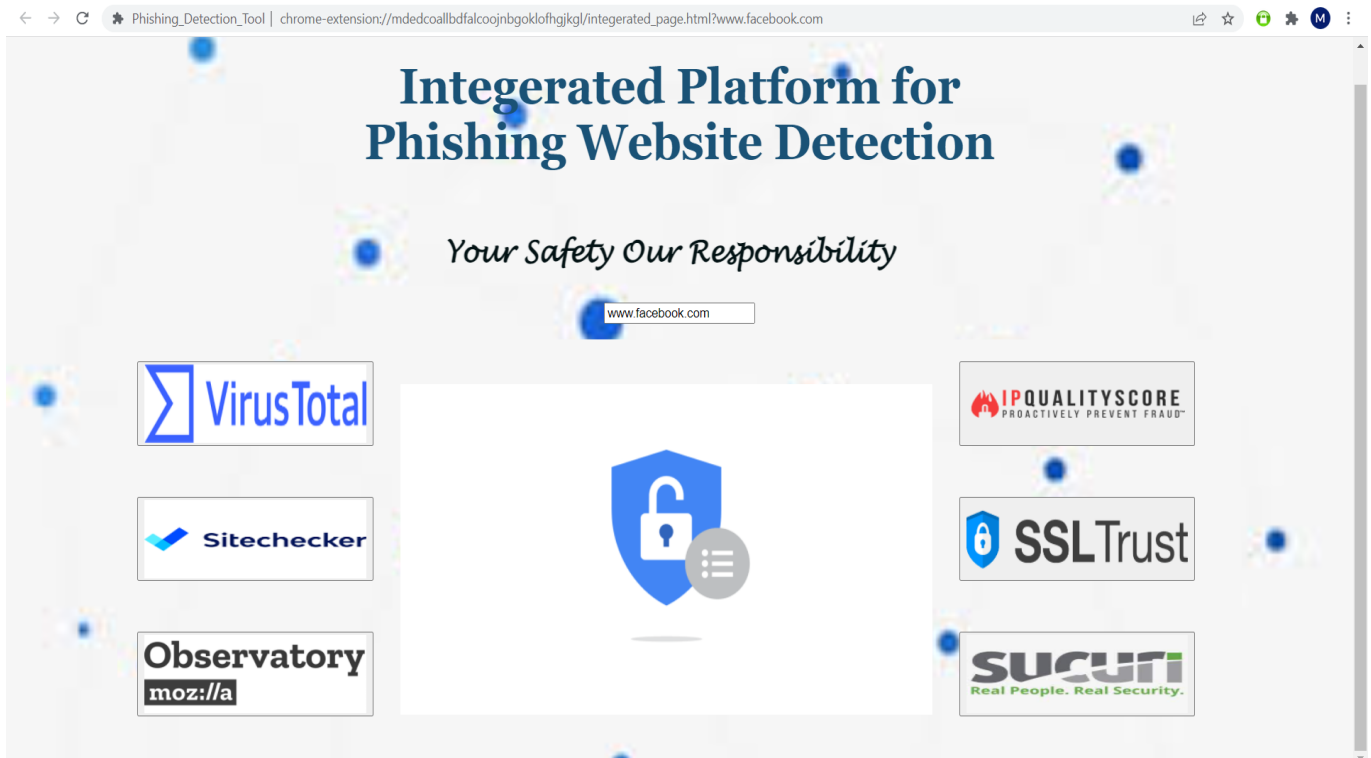 Phishing_Detection_Tool | chrome-extension://mdedcoallbdfalcoojnbgoklofhgjkgl/integerated_page.html?www.facebook.com
M
Integerated Platform for
Phishing Website Detection
Your Safety Our Responsibility
www.facebook.com
VirusTotal
IPQUALITYSCORE
PROACTIVELY PREVENT FRAUD™
Sitechecker
SSLTrust
Observatory
moz://a
SUCURI
Real People. Real Security.